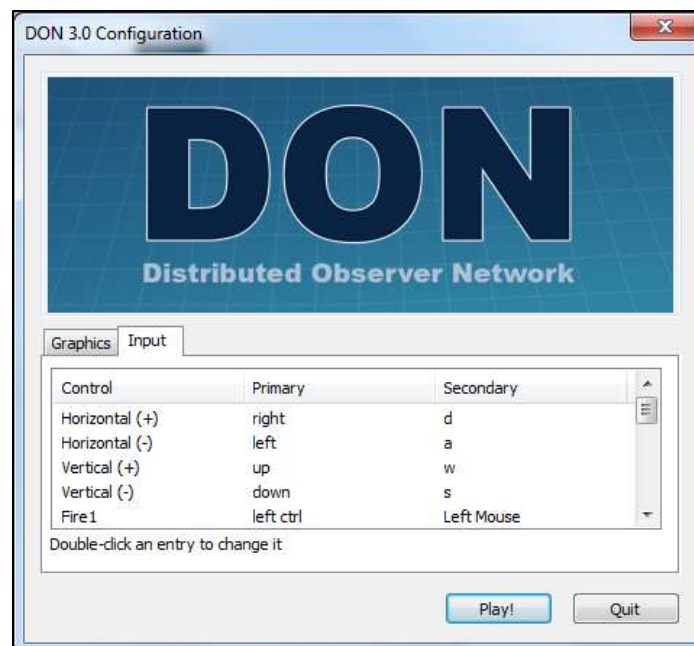 DON 3.0 Configuration
DON
Distributed Observer Network
Graphics Input
Control Primary Secondary
Horizontal (+) right d
Horizontal (-) left a
Vertical (+) up w
Vertical (-) down s
Fire1 left ctrl Left Mouse
Double-click an entry to change it
Play! Quit